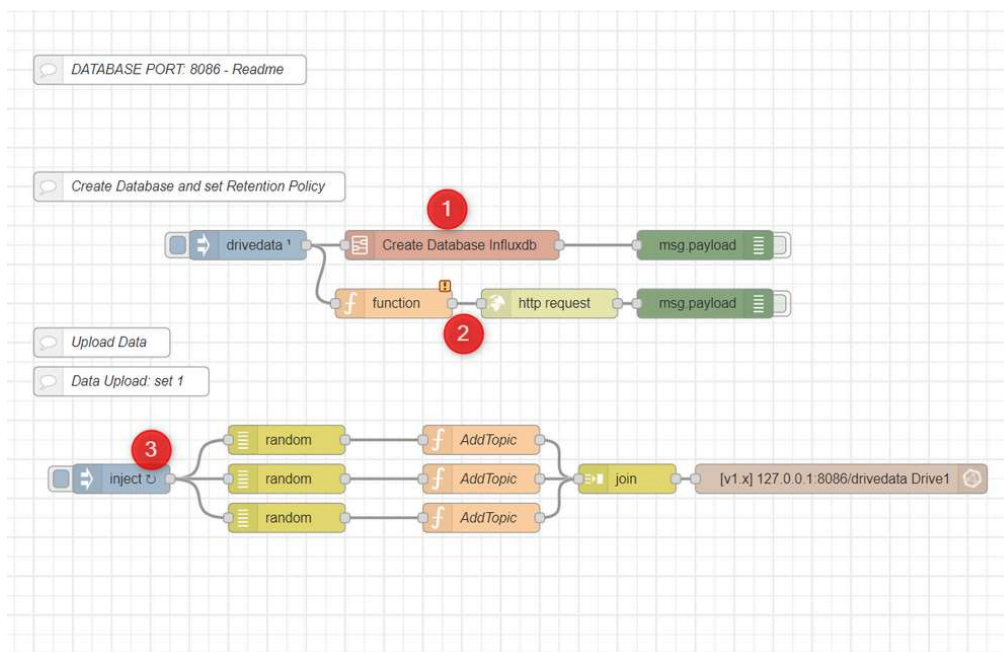 DATABASE PORT: 8086 - Readme
Create Database and set Retention Policy
1
drivedata ¹
Create Database Influxdb
msg.payload
function
http request
msg.payload
2
Upload Data
Data Upload: set 1
3
random
AddTopic
inject ↻
random
AddTopic
join
[v1.x] 127.0.0.1:8086/drivedata Drive1
random
AddTopic